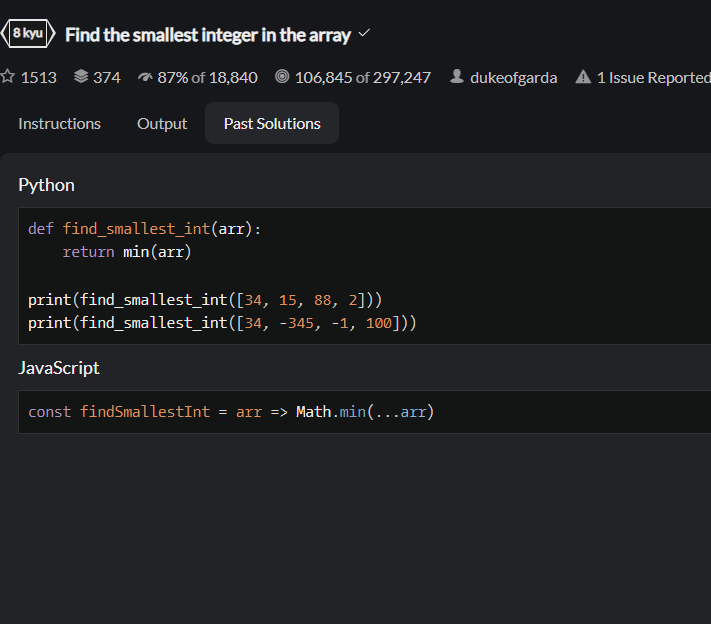 8 kyu Find the smallest integer in the array
1513 374 87% of 18,840 106,845 of 297,247 dukeofgarda 1 Issue Reported
Instructions Output Past Solutions
Python
def find_smallest_int(arr):
    return min(arr)
print(find_smallest_int([34, 15, 88, 2]))
print(find_smallest_int([34, -345, -1, 100]))
JavaScript
const findSmallestInt = arr => Math.min(...arr)